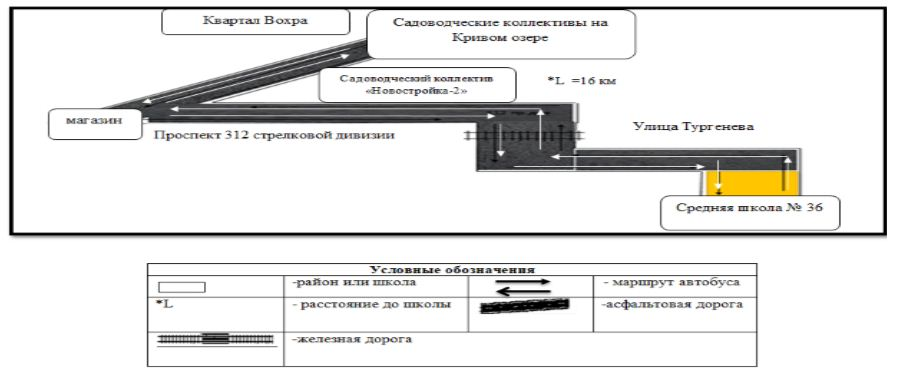 Квартал Вохра
Садоводческие коллективы на
Кривом озере
Садоводческий коллектив
«Новостройка-2»
*L =16 км
магазин
Проспект 312 стрелковой дивизии
Улица Тургенева
Средняя школа № 36
Условные обозначения
-район или школа
- маршрут автобуса
*L
- расстояние до школы
-асфальтовая дорога
-железная дорога